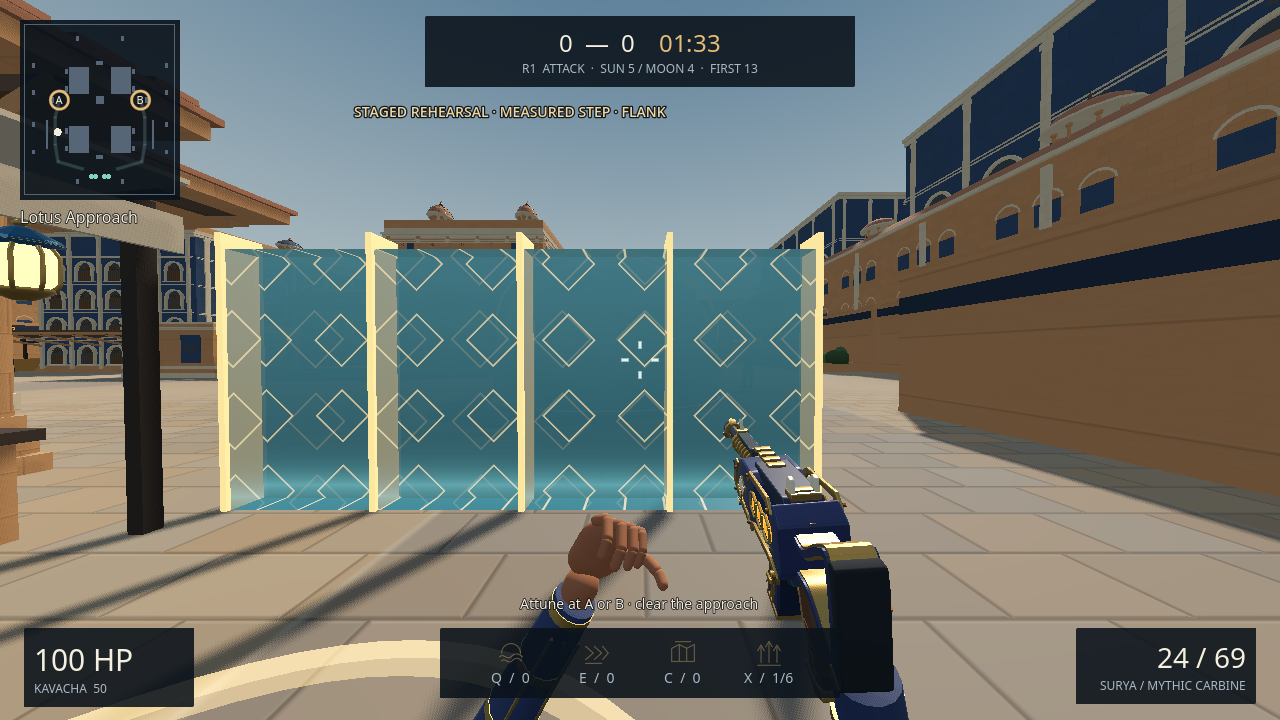 0 — 0 01:33
R1 ATTACK · SUN 5 / MOON 4 · FIRST 13
STAGED REHEARSAL · MEASURED STEP · FLANK
A
B
Lotus Approach
Attune at A or B · clear the approach
100 HP
KAVACHA 50
Q / 0
E / 0
C / 0
X / 1/6
24 / 69
SURYA / MYTHIC CARBINE